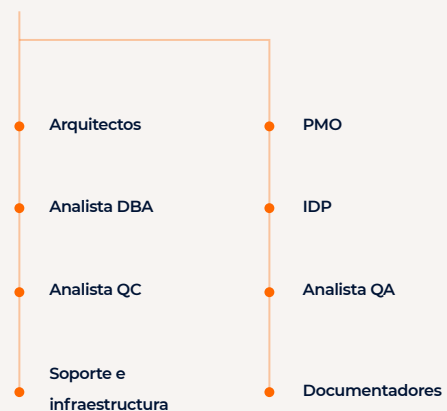 Arquitectos
Analista DBA
Analista QC
Soporte e
infraestructura
PMO
IDP
Analista QA
Documentadores